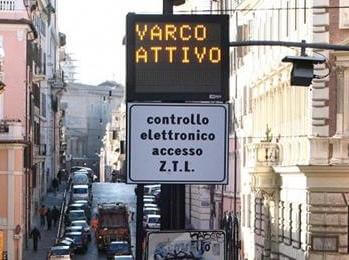 VARCO
ATTIVO
controllo
elettronico
accesso
Z.T.L.